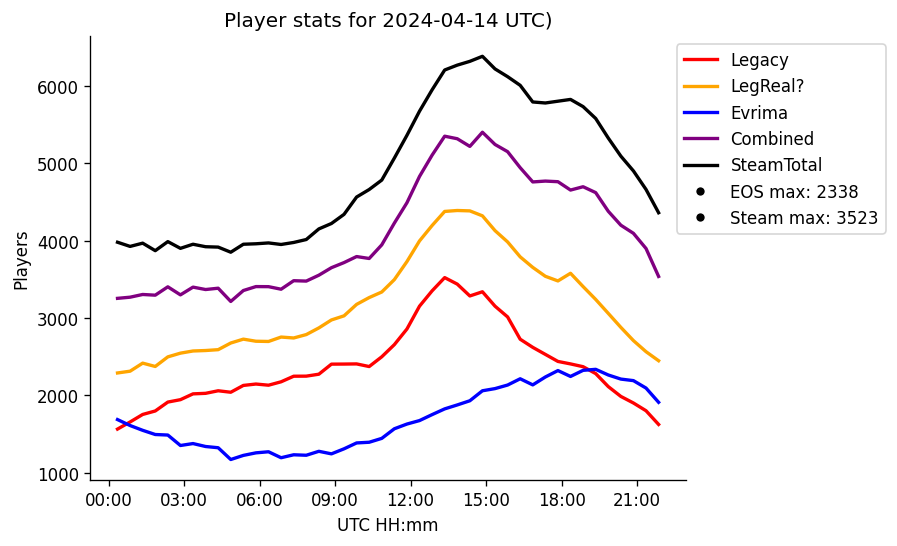 Player stats for 2024-04-14 UTC)
Players
6000
5000
4000
3000
2000
1000
00:00 03:00 06:00 09:00 12:00 15:00 18:00 21:00
UTC HH:mm
Legacy
LegReal?
Evrima
Combined
SteamTotal
EOS max: 2338
Steam max: 3523